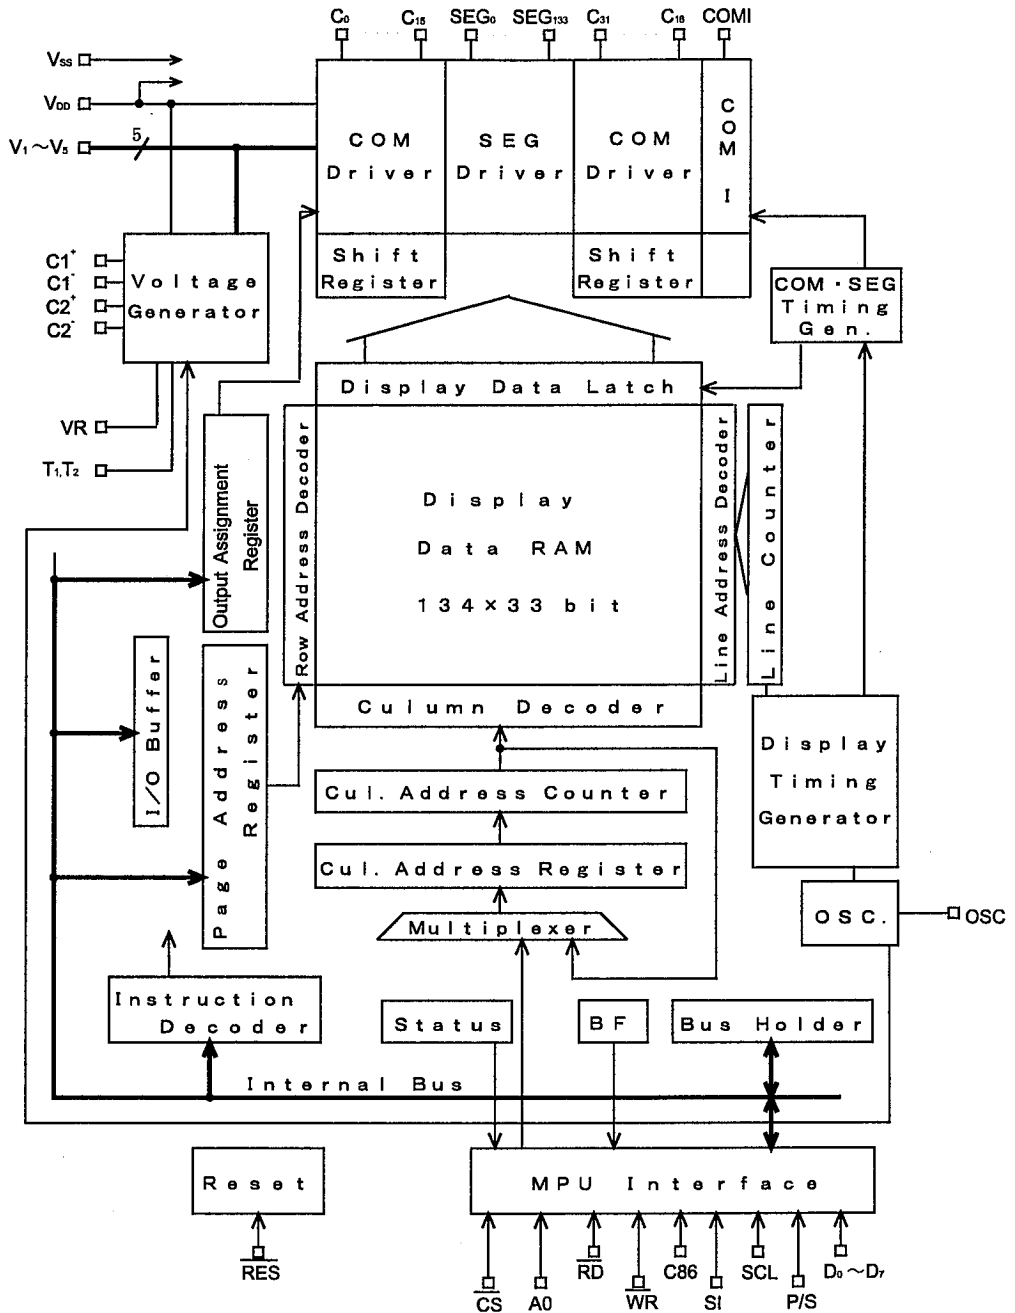 C0 C15 SEG0 SEG133 C31 C16 COMI
VSS
VDD
V1~V5 5
COM Driver
SEG Driver
COM Driver
COM I
Shift Register
Shift Register
C1+
C1-
C2+
C2-
Voltage Generator
COM・SEG Timing Gen.
VR
T1,T2
Display Data Latch
Output Assignment Register
Row Address Decoder
Display
Data RAM
134×33 bit
Line Address Decoder
Line Counter
I/O Buffer
Page Address Register
Culumn Decoder
Display
Timing
Generator
Cul. Address Counter
Cul. Address Register
Multiplexer
OSC.
OSC
Instruction Decoder
Status
BF
Bus Holder
Internal Bus
Reset
MPU Interface
RES
CS A0 RD WR C86 SI SCL P/S D0~D7